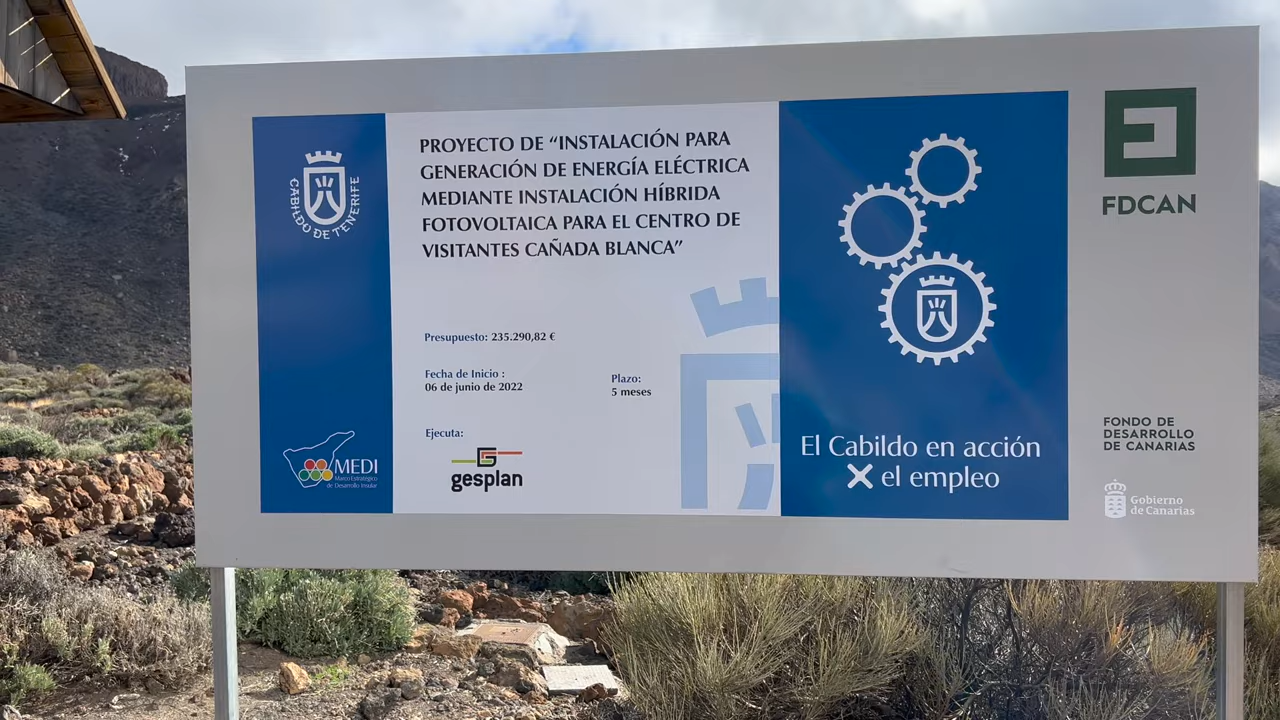 CABILDO DE TENERIFE
PROYECTO DE “INSTALACIÓN PARA
GENERACIÓN DE ENERGÍA ELÉCTRICA
MEDIANTE INSTALACIÓN HÍBRIDA
FOTOVOLTAICA PARA EL CENTRO DE
VISITANTES CAÑADA BLANCA”
Presupuesto: 235.290,82 €
Fecha de Inicio :
06 de junio de 2022
Plazo:
5 meses
Ejecuta:
gesplan
MEDI
Marco Estratégico
de Desarrollo Insular
El Cabildo en acción
X el empleo
FDCAN
FONDO DE
DESARROLLO
DE CANARIAS
Gobierno
de Canarias